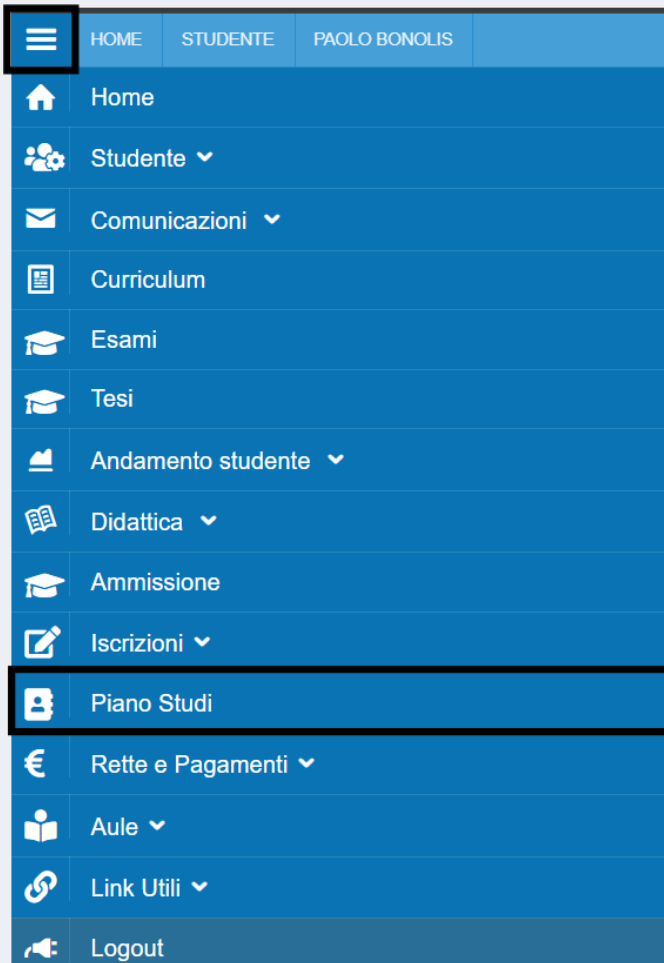 HOME STUDENTE PAOLO BONOLIS
Home
Studente
Comunicazioni
Curriculum
Esami
Tesi
Andamento studente
Didattica
Ammissione
Iscrizioni
Piano Studi
€ Rette e Pagamenti
Aule
Link Utili
Logout